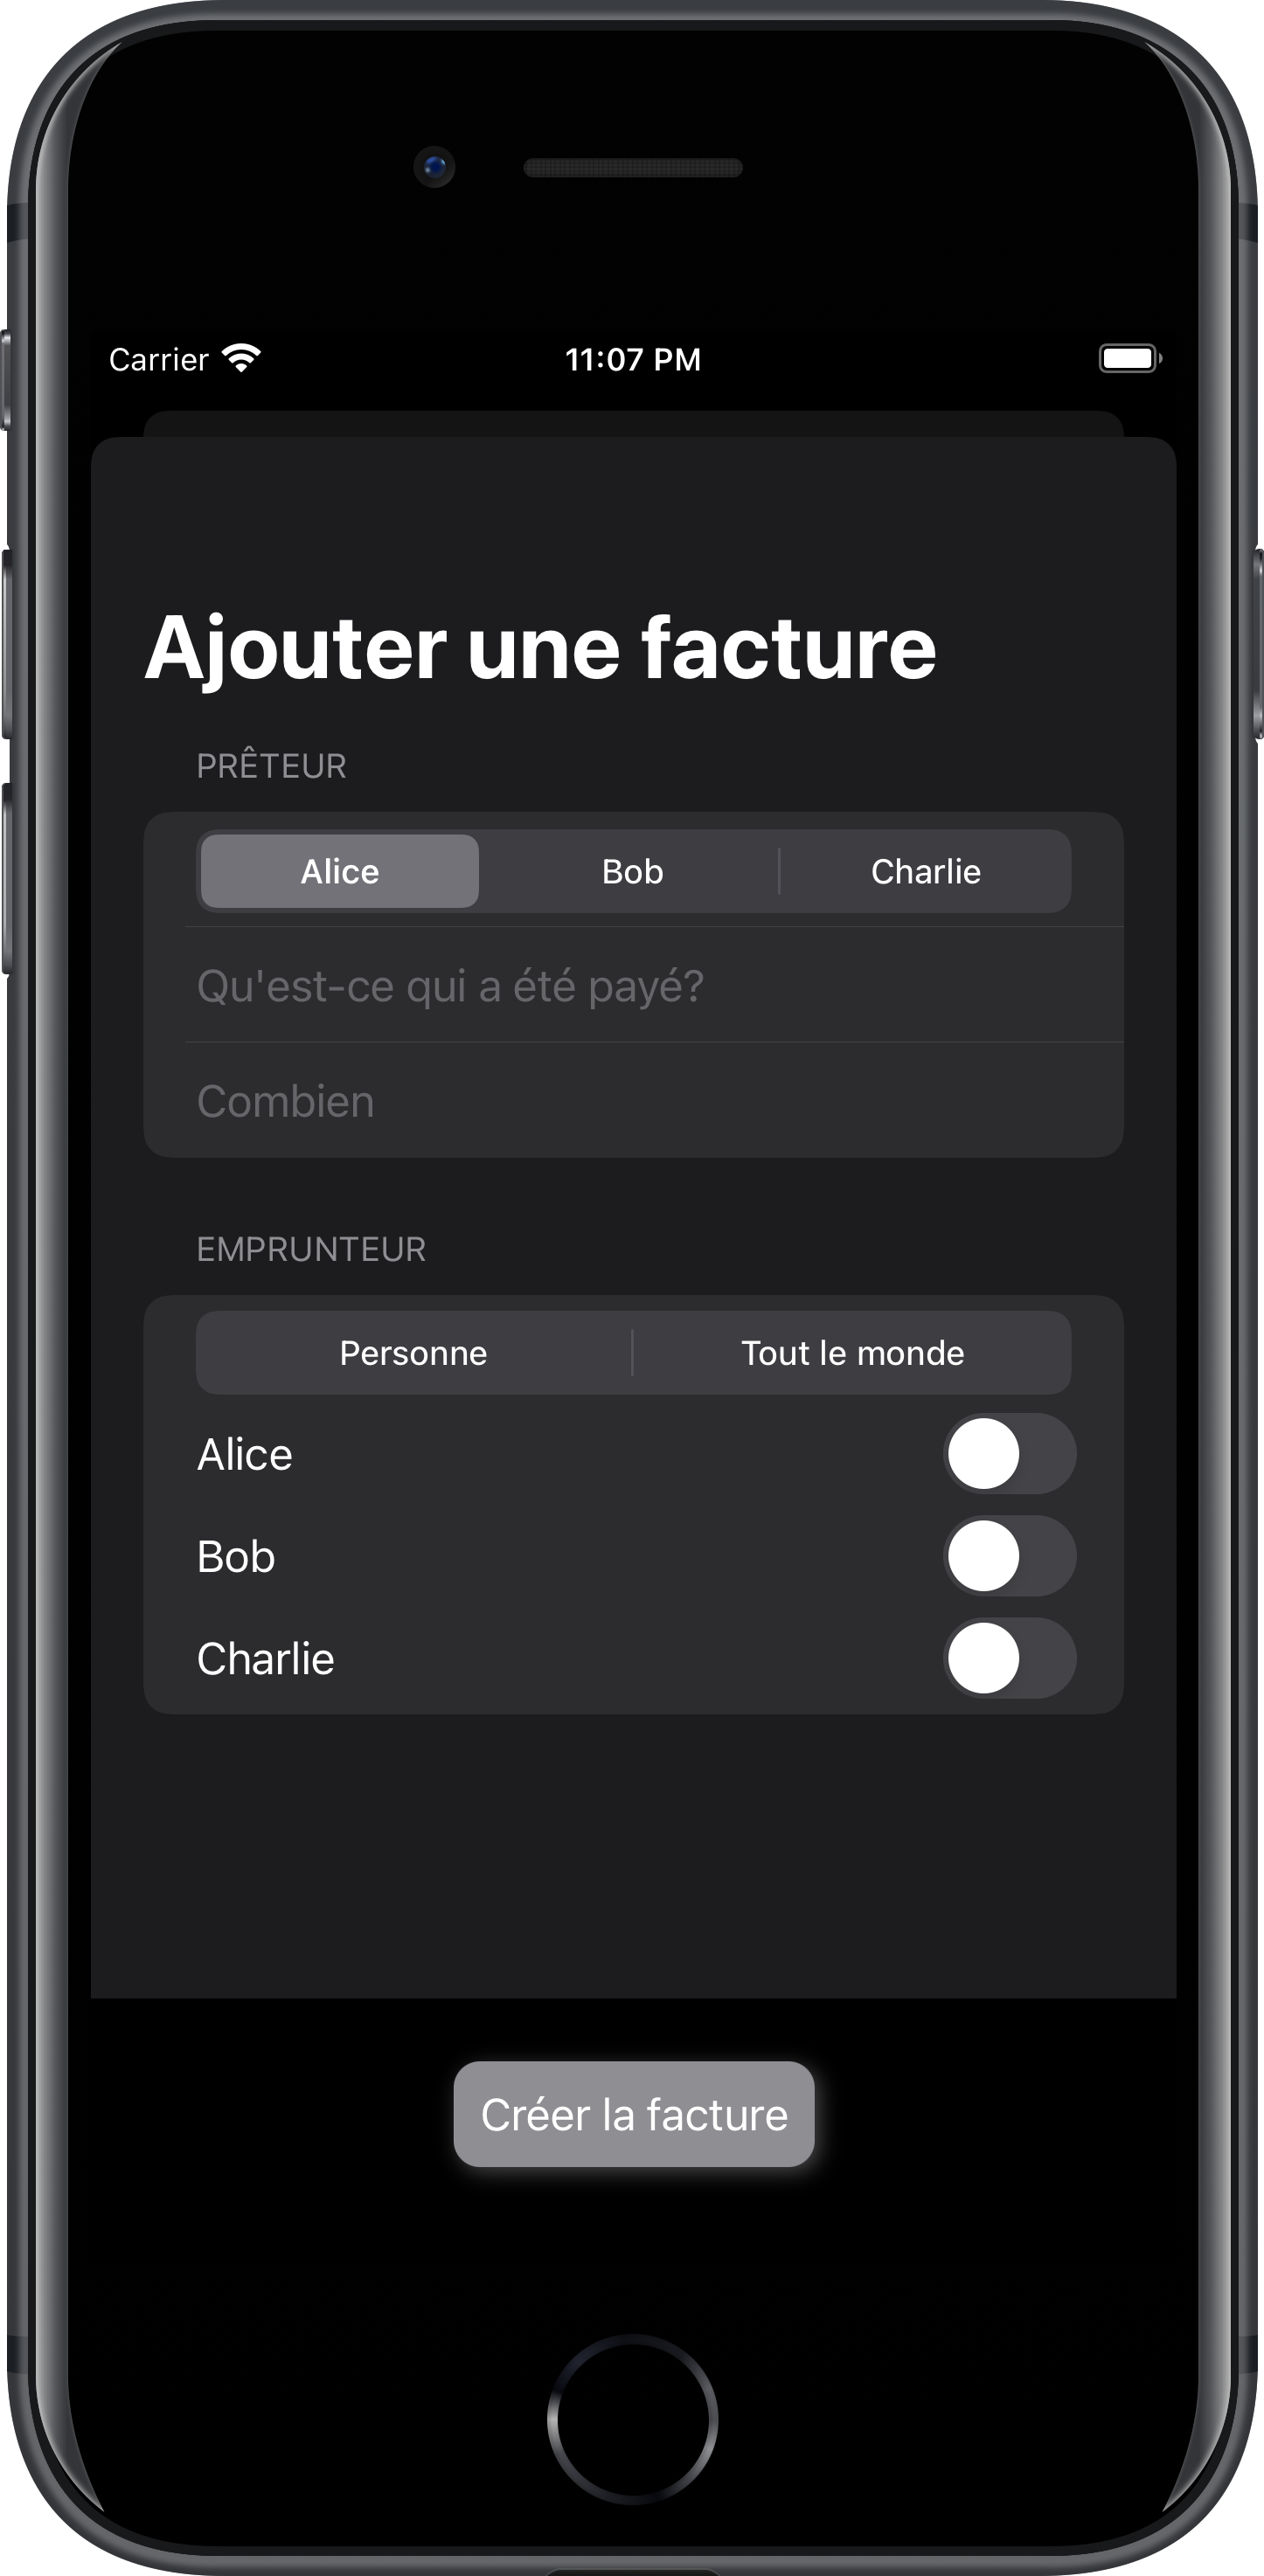 Carrier 11:07 PM
Ajouter une facture
PRÊTEUR
Alice Bob Charlie
Qu'est-ce qui a été payé?
Combien
EMPRUNTEUR
Personne Tout le monde
Alice
Bob
Charlie
Créer la facture